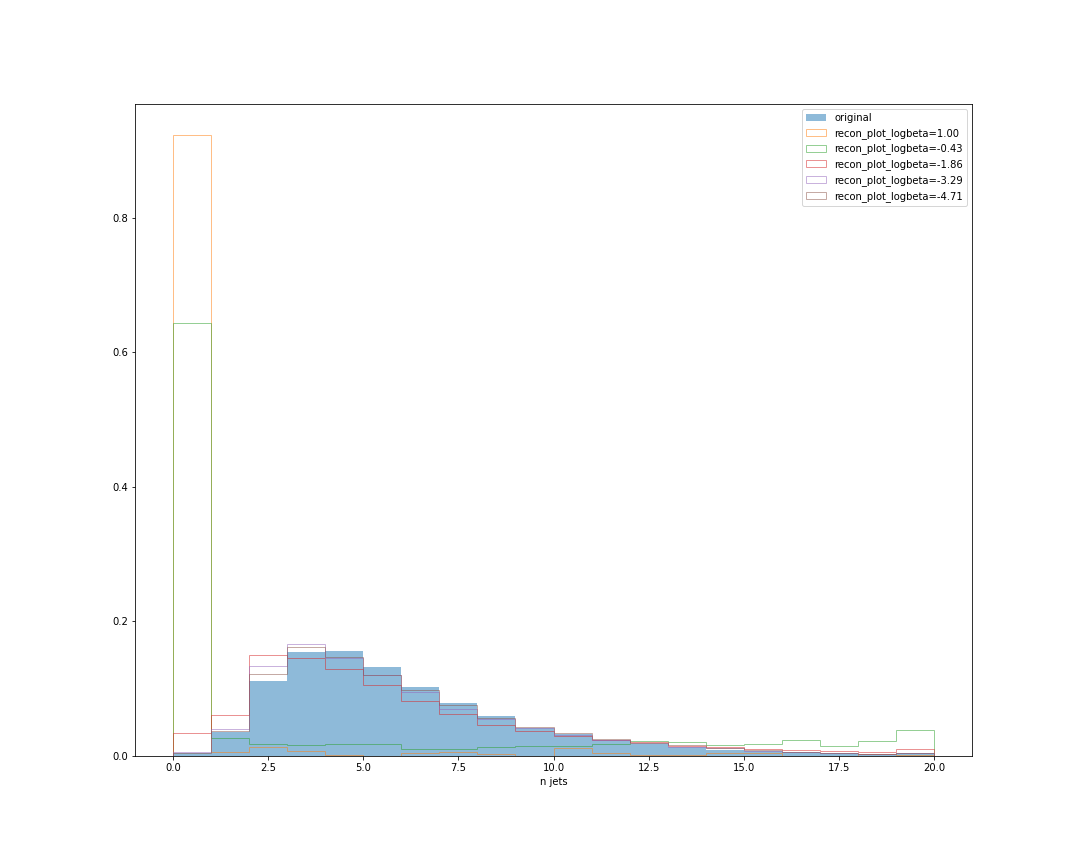 original
recon_plot_logbeta=1.00
recon_plot_logbeta=-0.43
recon_plot_logbeta=-1.86
recon_plot_logbeta=-3.29
recon_plot_logbeta=-4.71
0.8
0.6
0.4
0.2
0.0
0.0 2.5 5.0 7.5 10.0 12.5 15.0 17.5 20.0
n jets